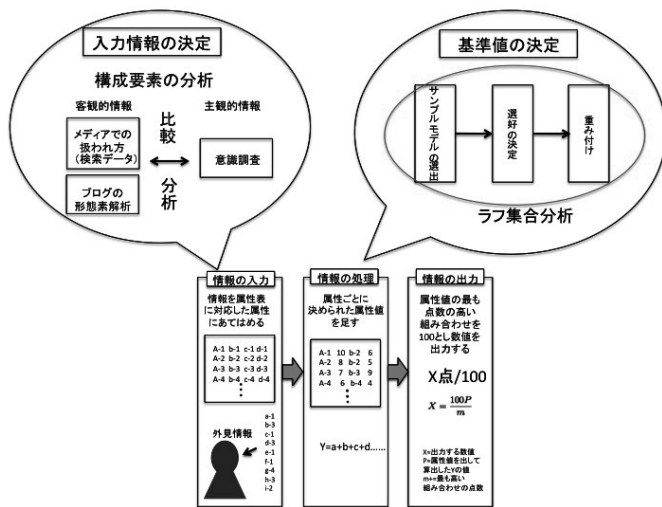 入力情報の決定
構成要素の分析
客観的情報
主観的情報
メディアでの
扱われ方
(検索データ)
比較
分析
意識調査
ブログの
形態素解析
基準値の決定
サンプルモデルの選出
選好の決定
重み付け
ラフ集合分析
情報の入力
情報を属性表
に対応した属性
にあてはめる
A-1 b-1 c-1 d-1
A-2 b-2 c-2 d-2
A-3 b-3 c-3 d-3
A-4 b-4 c-4 d-4
⋮
外見情報
a-1
b-3
c-1
d-3
e-1
f-1
g-4
h-3
i-2
情報の処理
属性ごとに
決められた属性値
を足す
A-1 10 b-2 6
A-2 8 b-2 5
A-3 7 b-3 9
A-4 6 b-4 4
⋮
Y=a+b+c+d……
情報の出力
属性値の最も
点数の高い
組み合わせを
100とし数値を
出力する
X点/100
X = 100P/m
X=出力する数値
P=属性値を出して
算出したYの値
m+=最も高い
組み合わせの点数